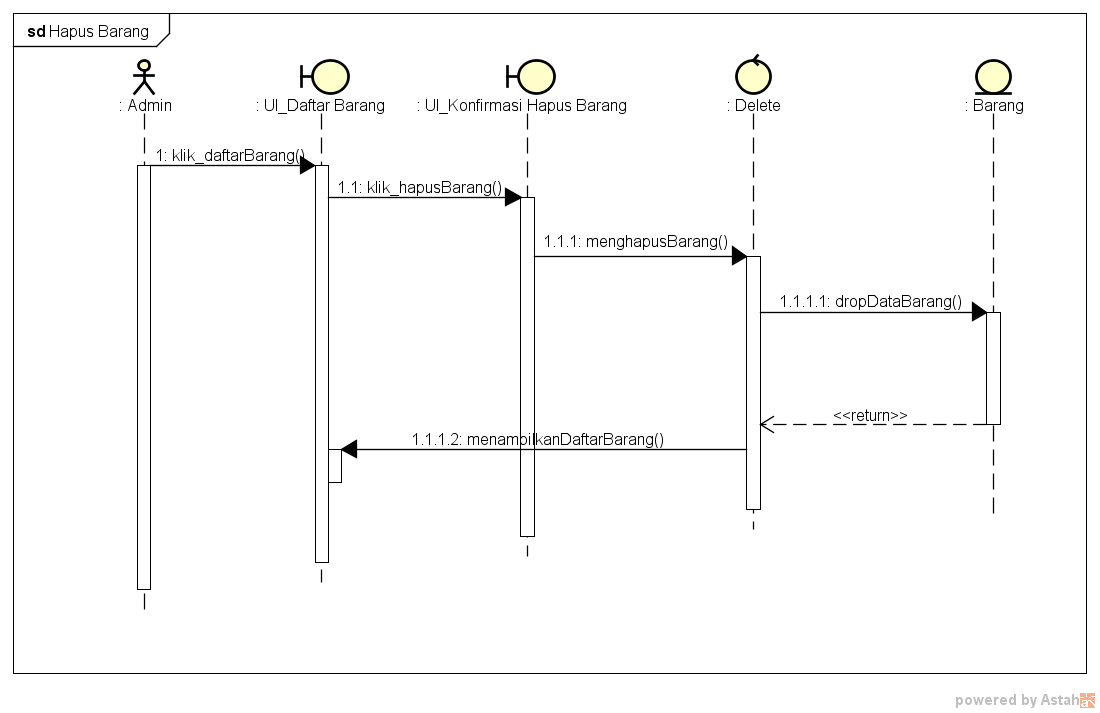 sd Hapus Barang
: Admin
: UI_Daftar Barang
: UI_Konfirmasi Hapus Barang
: Delete
: Barang
1: klik_daftarBarang()
1.1: klik_hapusBarang()
1.1.1: menghapusBarang()
1.1.1.1: dropDataBarang()
<<return>>
1.1.1.2: menampilkanDaftarBarang()
powered by Astah